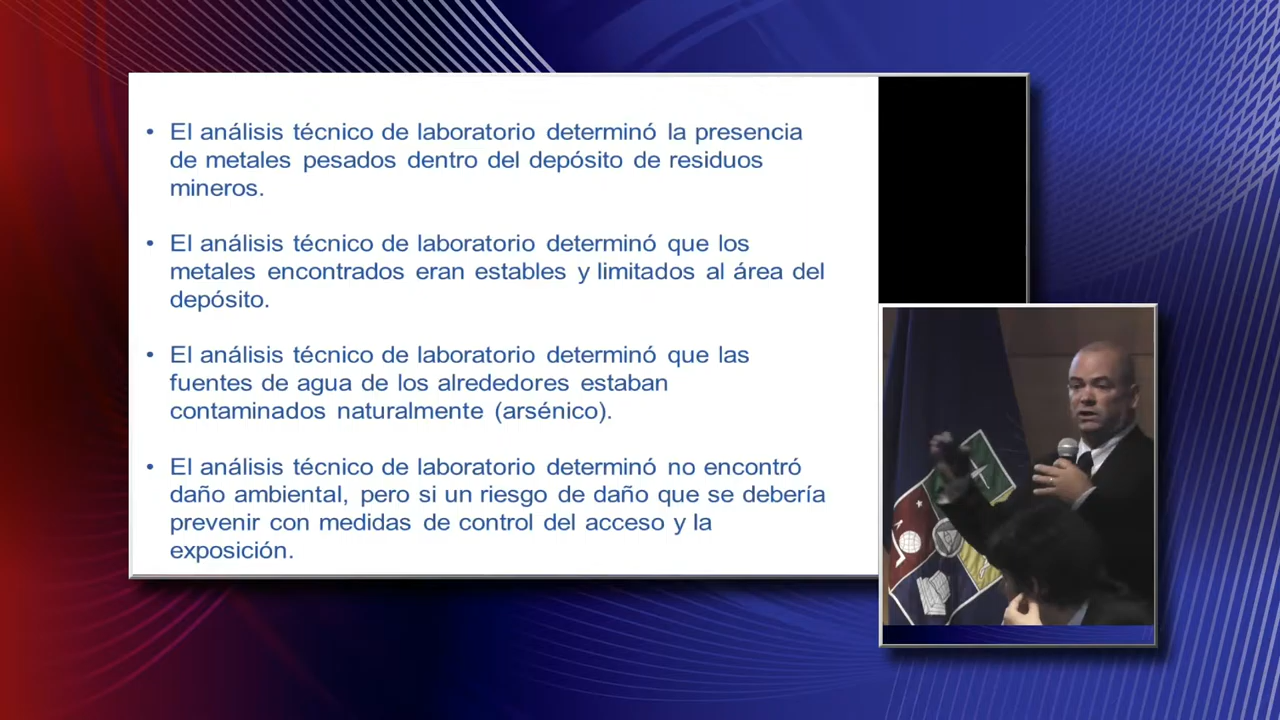 • El análisis técnico de laboratorio determinó la presencia
de metales pesados dentro del depósito de residuos
mineros.
• El análisis técnico de laboratorio determinó que los
metales encontrados eran estables y limitados al área del
depósito.
• El análisis técnico de laboratorio determinó que las
fuentes de agua de los alrededores estaban
contaminados naturalmente (arsénico).
• El análisis técnico de laboratorio determinó no encontró
daño ambiental, pero si un riesgo de daño que se debería
prevenir con medidas de control del acceso y la
exposición.